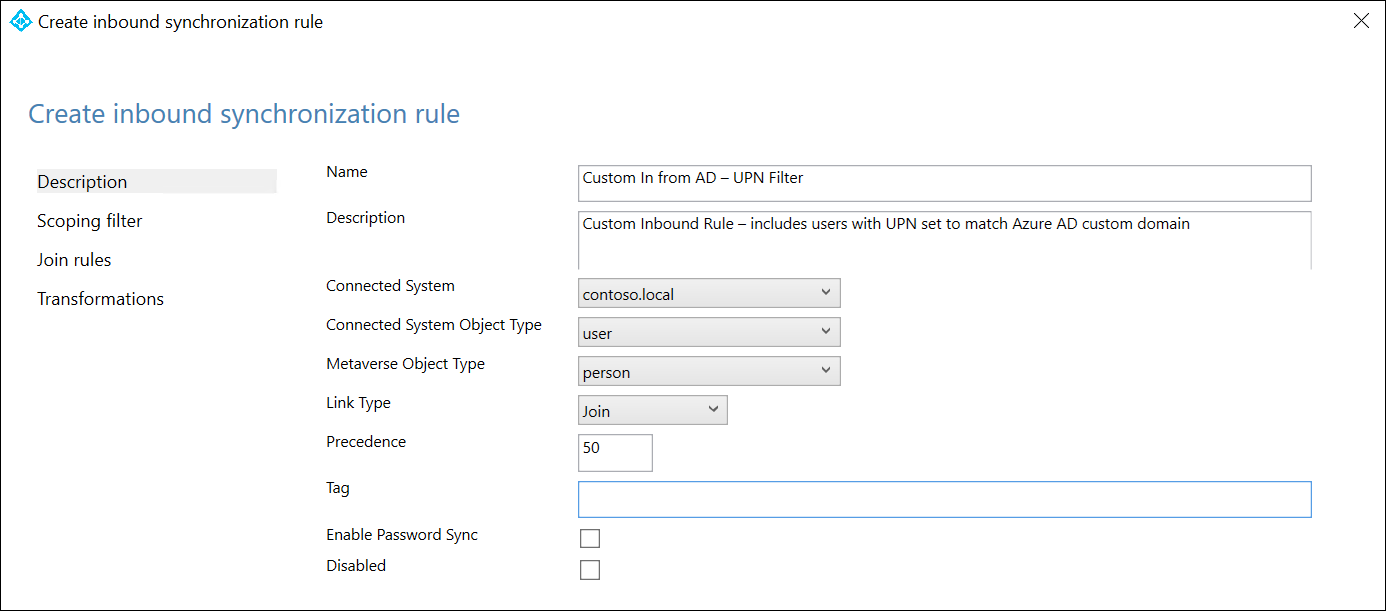 Create inbound synchronization rule
Create inbound synchronization rule
Description
Scoping filter
Join rules
Transformations
Name
Custom In from AD – UPN Filter
Description
Custom Inbound Rule – includes users with UPN set to match Azure AD custom domain
Connected System
contoso.local
Connected System Object Type
user
Metaverse Object Type
person
Link Type
Join
Precedence
50
Tag
Enable Password Sync
Disabled